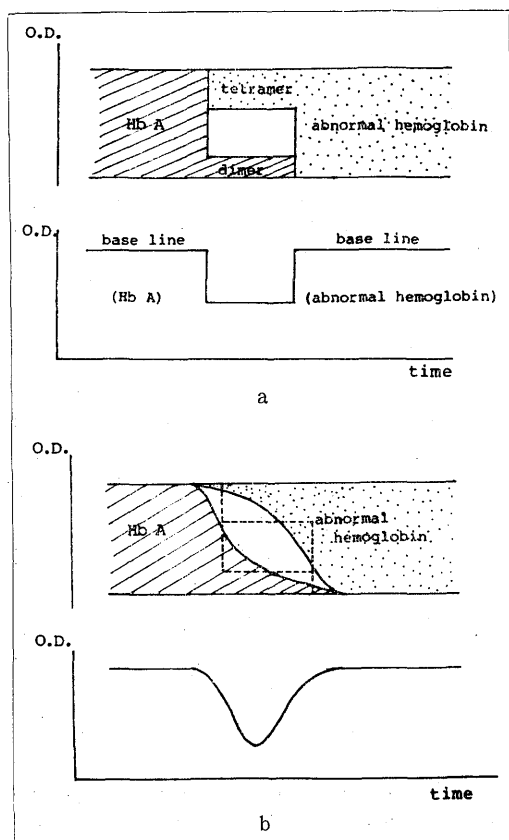 O.D.
tetramer
Hb A
abnormal hemoglobin
dimer
O.D.
base line base line
(Hb A) (abnormal hemoglobin)
time
a
O.D.
Hb A
abnormal
hemoglobin
O.D.
time
b